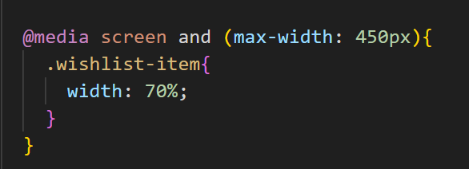 @media screen and (max-width: 450px){
.wishlist-item{
width: 70%;
}
}